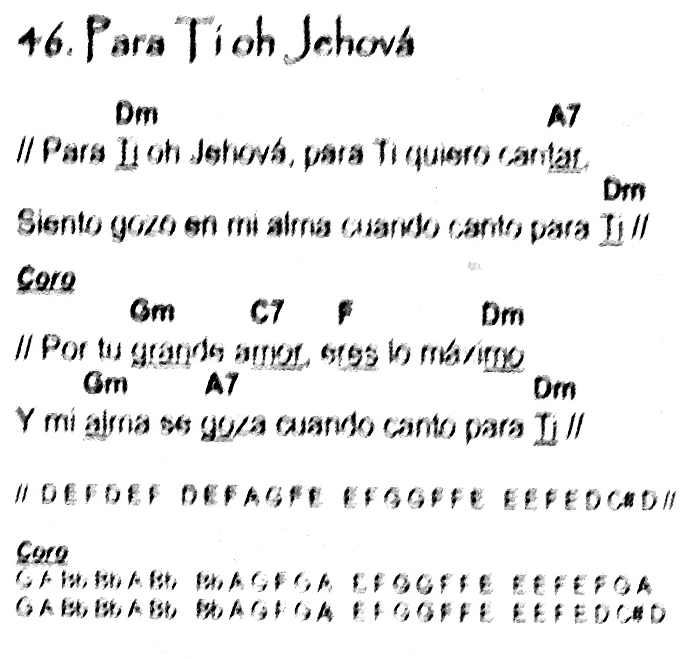 46. Para Ti oh Jehová
Dm A7
// Para Ti oh Jehová, para Ti quiero cantar,
Dm
Siento gozo en mi alma cuando canto para Ti //
Coro
Gm C7 F Dm
// Por tu grande amor, eres lo máximo
Gm A7 Dm
Y mi alma se goza cuando canto para Ti //
// D E F D E F D E F A G F E E F G G F F E E E F E D C# D //
Coro
G A Bb Bb A Bb Bb A G F G A E F G G F F E E E F E F G A
G A Bb Bb A Bb Bb A G F G A E F G G F F E E E F E D C# D